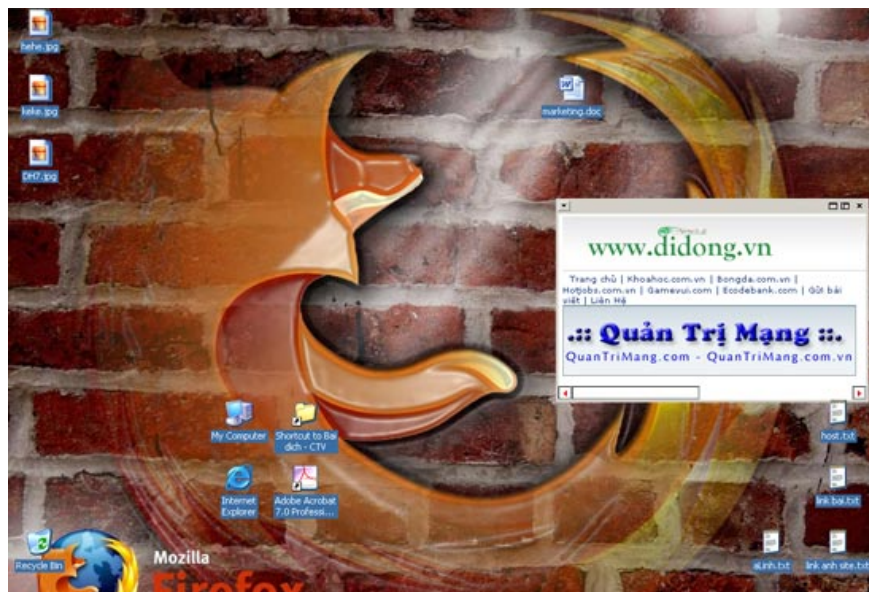 hehe.jpg
keke.jpg
DH7.jpg
marketing.doc
www.didong.vn
Trang chủ | Khoahoc.com.vn | Bongda.com.vn |
Hotjobs.com.vn | Gamevui.com | Ecodebank.com | Gửi bài
viết | Liên Hệ
.:: Quản Trị Mạng ::.
QuanTriMang.com - QuanTriMang.com.vn
My Computer
Shortcut to Bai
dich - CTV
host.txt
Internet
Explorer
Adobe Acrobat
7.0 Professi...
link bai.txt
Recycle Bin
Mozilla
Firefox
aLinh.txt
link anh site.txt